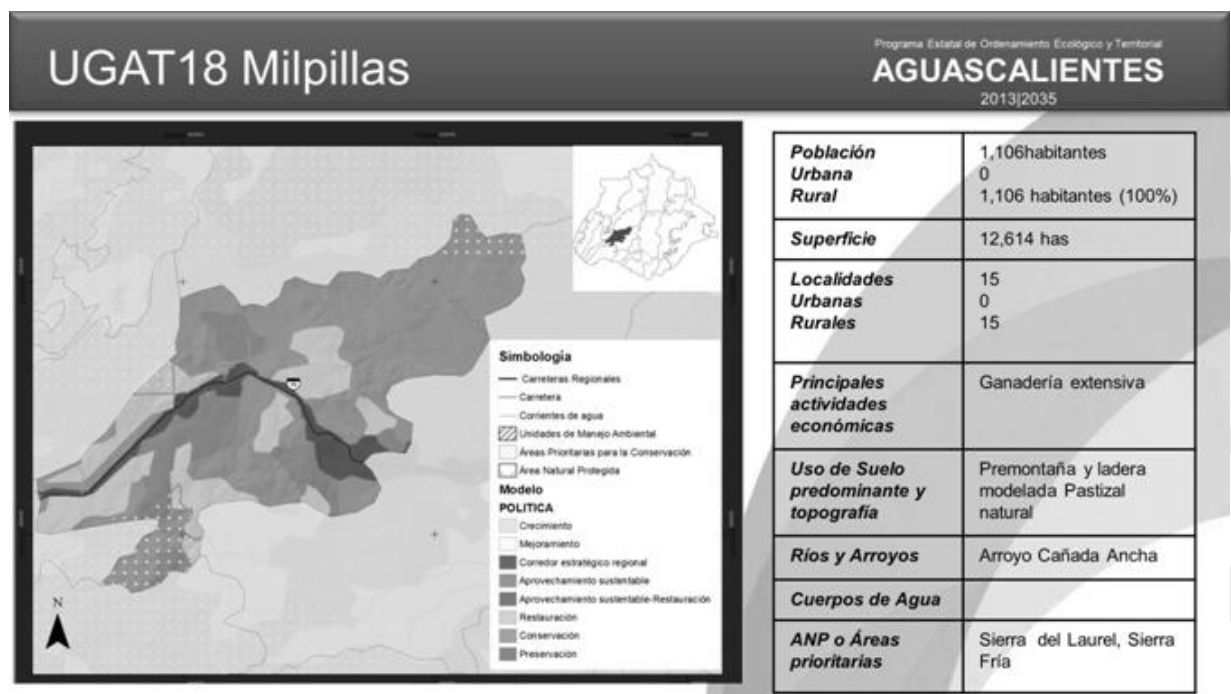 UGAT18 Milpillas
Programa Estatal de Ordenamiento Ecológico y Territorial
AGUASCALIENTES
2013|2035
Simbología
Carreteras Regionales
Carretera
Corrientes de agua
Unidades de Manejo Ambiental
Áreas Prioritarias para la Conservación
Área Natural Protegida
Modelo
POLITICA
Crecimiento
Mejoramiento
Corredor estratégico regional
Aprovechamiento sustentable
Aprovechamiento sustentable-Restauración
Restauración
Conservación
Preservación
N
Población 1,106habitantes
Urbana 0
Rural 1,106 habitantes (100%)
Superficie 12,614 has
Localidades 15
Urbanas 0
Rurales 15
Principales Ganadería extensiva
actividades
económicas
Uso de Suelo Premontaña y ladera
predominante y modelada Pastizal
topografía natural
Ríos y Arroyos Arroyo Cañada Ancha
Cuerpos de Agua
ANP o Áreas Sierra del Laurel, Sierra
prioritarias Fría